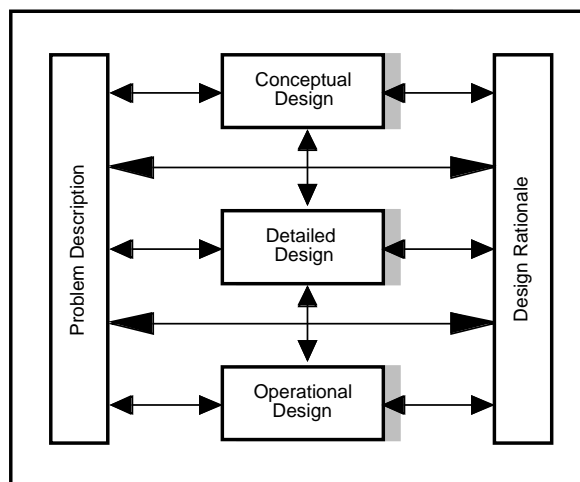 Problem Description
Conceptual
Design
Detailed
Design
Operational
Design
Design Rationale